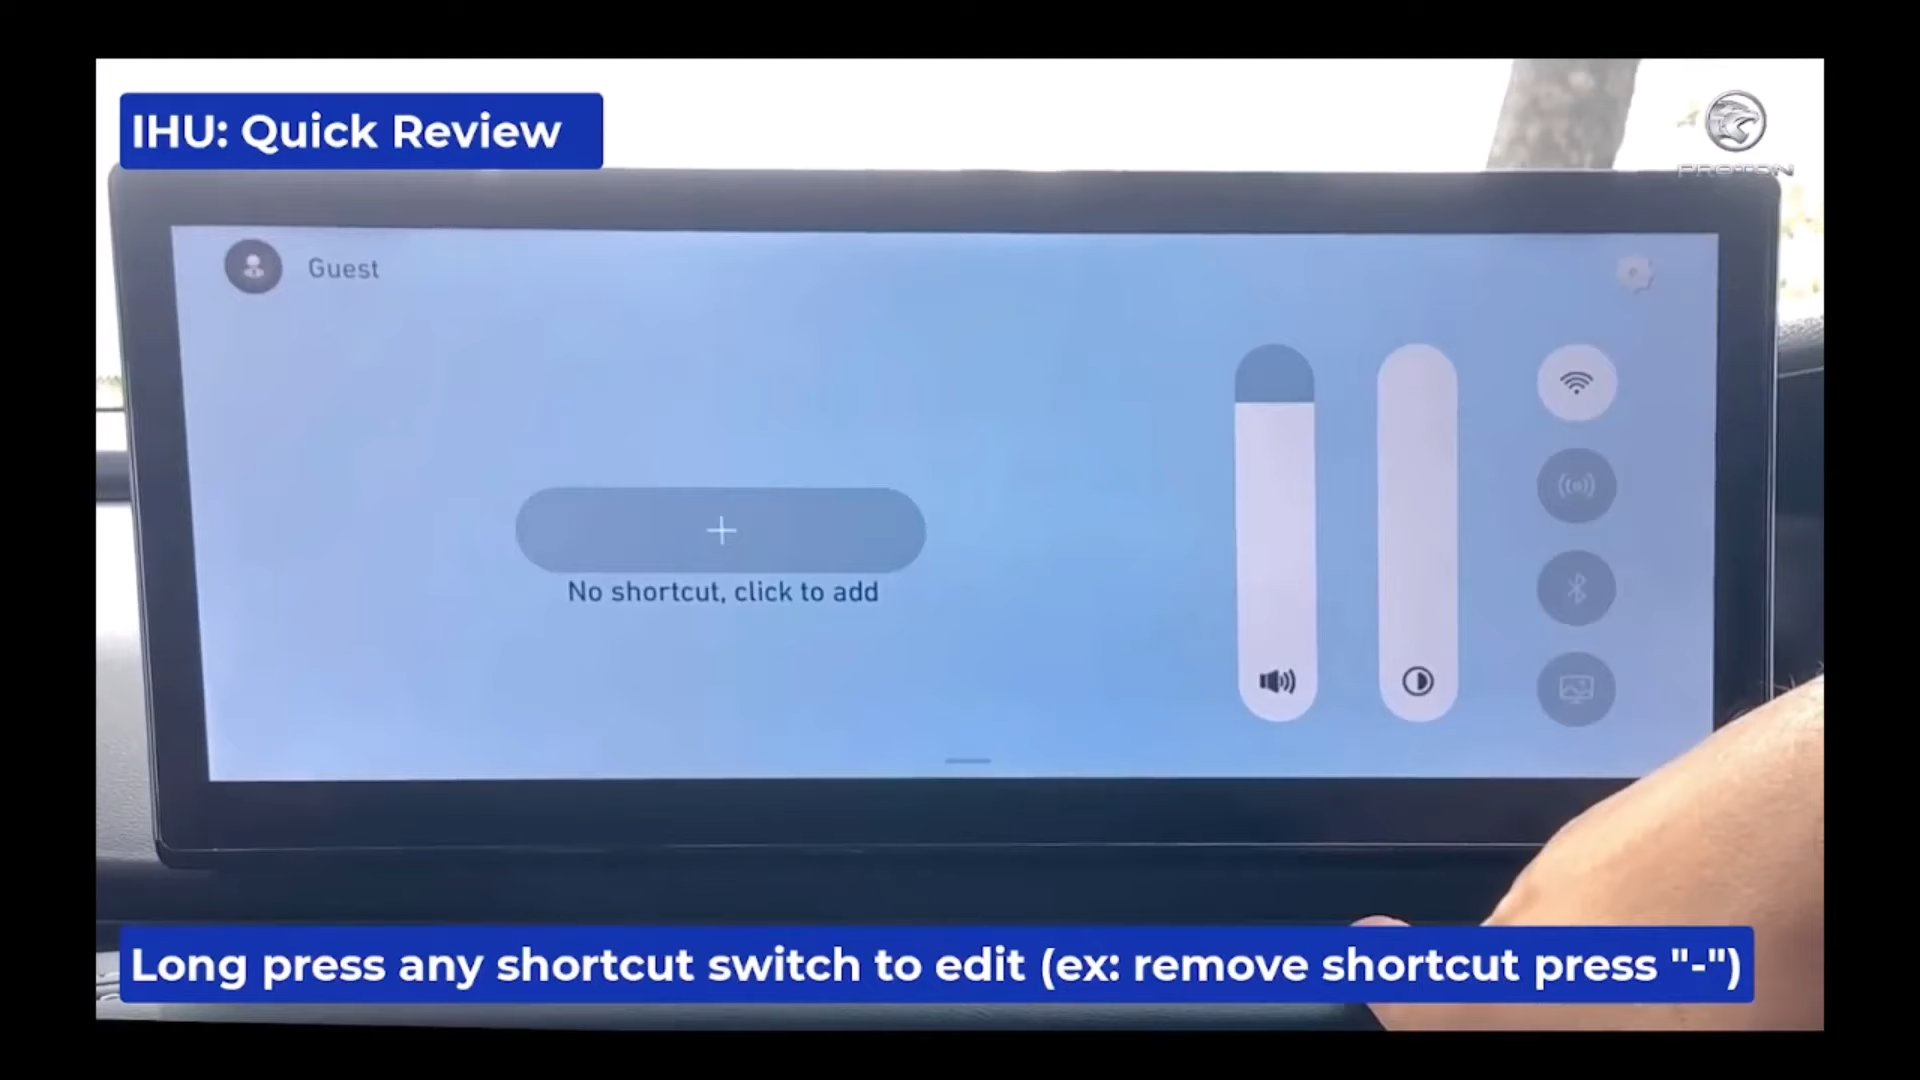 IHU: Quick Review
PROTON
Guest
No shortcut, click to add
Long press any shortcut switch to edit (ex: remove shortcut press "-")